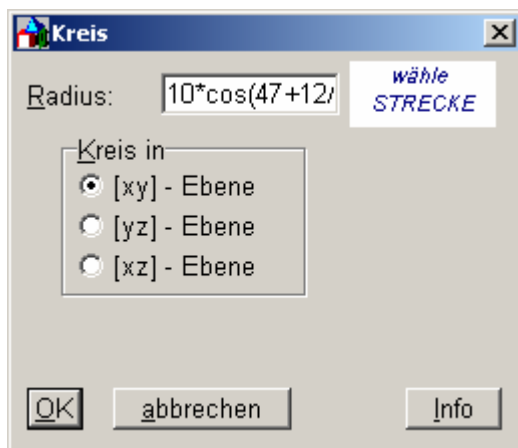 Kreis
Radius: 10*cos(47+12/
wähle
STRECKE
Kreis in
[xy] - Ebene
[yz] - Ebene
[xz] - Ebene
OK abbrechen Info